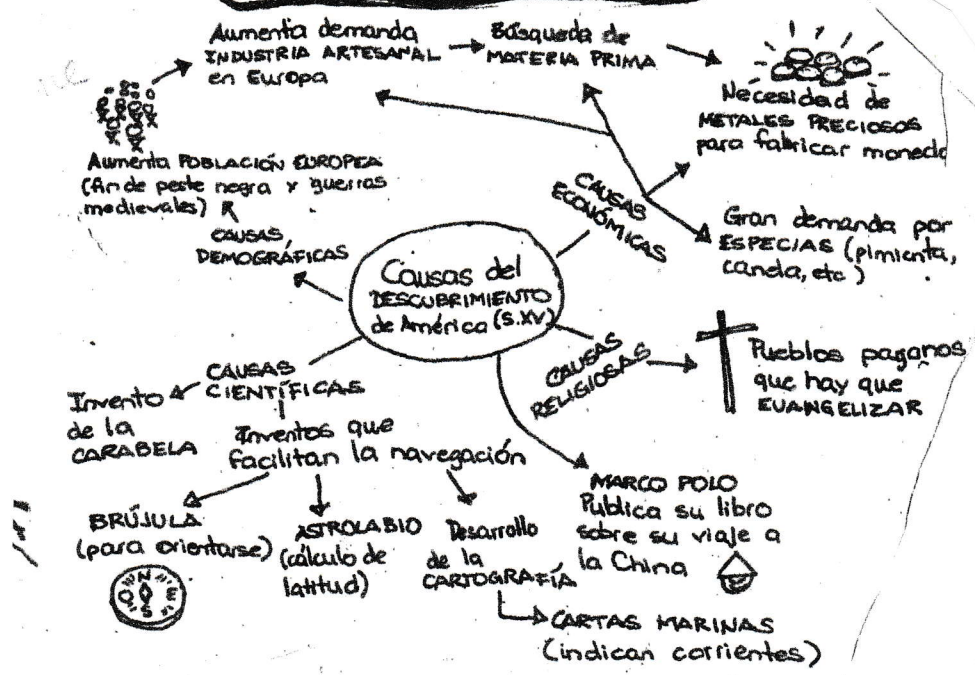 Aumenta demanda
INDUSTRIA ARTESANAL
en Europa
Búsqueda de
MATERIA PRIMA
Necesidad de
METALES PRECIOSOS
para fabricar moneda
Aumenta POBLACIÓN EUROPEA
(fin de peste negra y guerras
medievales)
CAUSAS
DEMOGRÁFICAS
CAUSAS
ECONÓMICAS
Gran demanda por
ESPECIAS (pimienta,
canela, etc)
Causas del
DESCUBRIMIENTO
de América (S.XV)
CAUSAS
RELIGIOSAS
Pueblos paganos
que hay que
EVANGELIZAR
CAUSAS
CIENTÍFICAS
Invento
de la
CARABELA
Inventos que
facilitan la navegación
BRÚJULA
(para orientarse)
N
O E
S
ASTROLABIO
(cálculo de
latitud)
Desarrollo
de la
CARTOGRAFÍA
CARTAS MARINAS
(indican corrientes)
MARCO POLO
Publica su libro
sobre su viaje a
la China